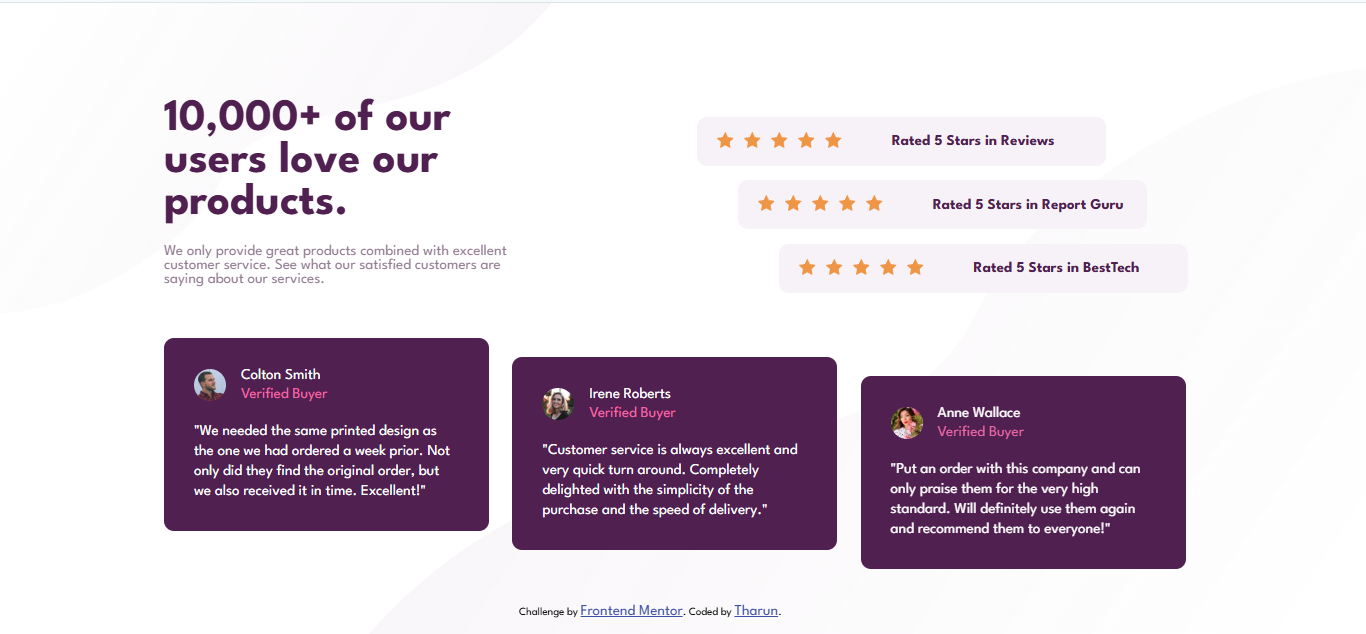 10,000+ of our
users love our
products.
We only provide great products combined with excellent
customer service. See what our satisfied customers are
saying about our services.
Rated 5 Stars in Reviews
Rated 5 Stars in Report Guru
Rated 5 Stars in BestTech
Colton Smith
Verified Buyer
"We needed the same printed design as
the one we had ordered a week prior. Not
only did they find the original order, but
we also received it in time. Excellent!"
Irene Roberts
Verified Buyer
"Customer service is always excellent and
very quick turn around. Completely
delighted with the simplicity of the
purchase and the speed of delivery."
Anne Wallace
Verified Buyer
"Put an order with this company and can
only praise them for the very high
standard. Will definitely use them again
and recommend them to everyone!"
Challenge by Frontend Mentor. Coded by Tharun.